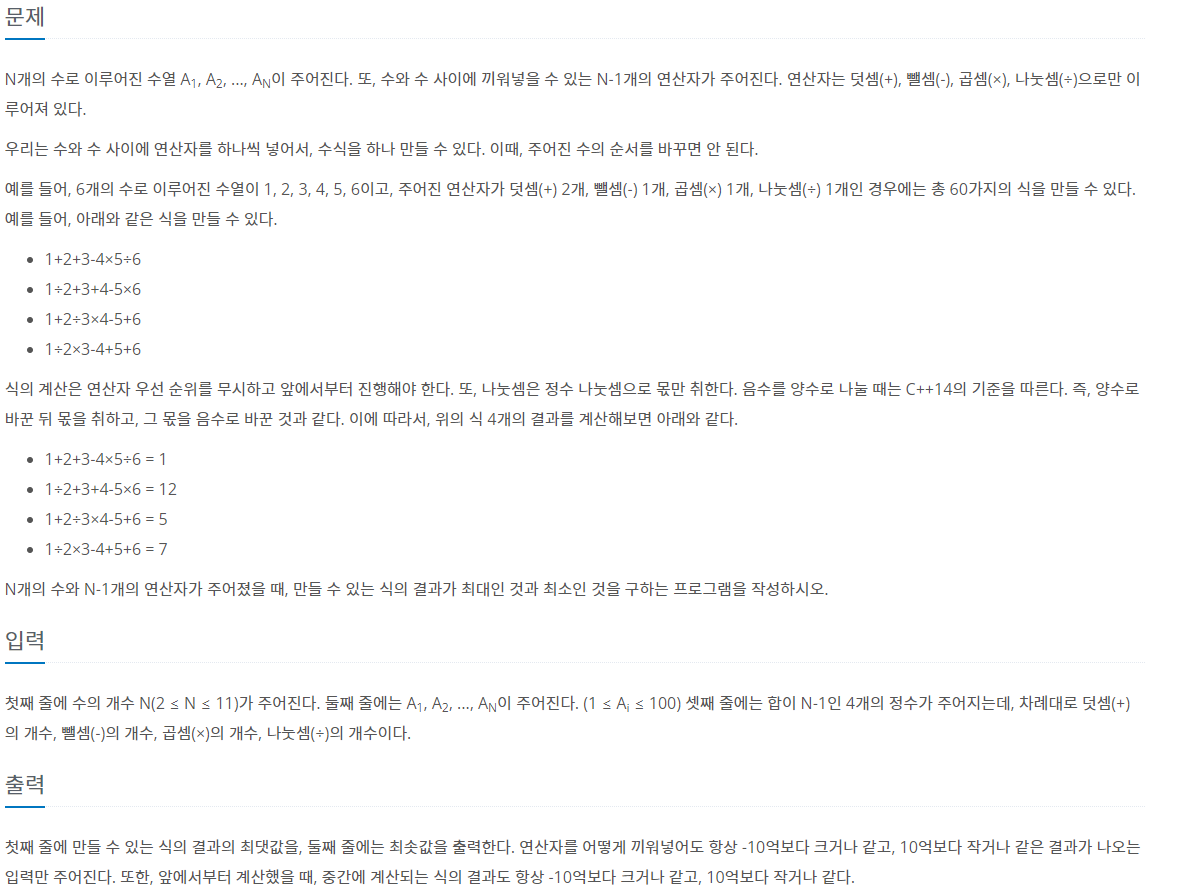 문제
N개의 수로 이루어진 수열 A1, A2, ..., AN이 주어진다. 또, 수와 수 사이에 끼워넣을 수 있는 N-1개의 연산자가 주어진다. 연산자는 덧셈(+), 뺄셈(-), 곱셈(×), 나눗셈(÷)으로만 이
루어져 있다.
우리는 수와 수 사이에 연산자를 하나씩 넣어서, 수식을 하나 만들 수 있다. 이때, 주어진 수의 순서를 바꾸면 안 된다.
예를 들어, 6개의 수로 이루어진 수열이 1, 2, 3, 4, 5, 6이고, 주어진 연산자가 덧셈(+) 2개, 뺄셈(-) 1개, 곱셈(×) 1개, 나눗셈(÷) 1개인 경우에는 총 60가지의 식을 만들 수 있다.
예를 들어, 아래와 같은 식을 만들 수 있다.
• 1+2+3-4×5÷6
• 1÷2+3+4-5×6
• 1+2÷3×4-5+6
• 1÷2×3-4+5+6
식의 계산은 연산자 우선 순위를 무시하고 앞에서부터 진행해야 한다. 또, 나눗셈은 정수 나눗셈으로 몫만 취한다. 음수를 양수로 나눌 때는 C++14의 기준을 따른다. 즉, 양수로
바꾼 뒤 몫을 취하고, 그 몫을 음수로 바꾼 것과 같다. 이에 따라서, 위의 식 4개의 결과를 계산해보면 아래와 같다.
• 1+2+3-4×5÷6 = 1
• 1÷2+3+4-5×6 = 12
• 1+2÷3×4-5+6 = 5
• 1÷2×3-4+5+6 = 7
N개의 수와 N-1개의 연산자가 주어졌을 때, 만들 수 있는 식의 결과가 최대인 것과 최소인 것을 구하는 프로그램을 작성하시오.
입력
첫째 줄에 수의 개수 N(2 ≤ N ≤ 11)가 주어진다. 둘째 줄에는 A1, A2, ..., AN이 주어진다. (1 ≤ Ai ≤ 100) 셋째 줄에는 합이 N-1인 4개의 정수가 주어지는데, 차례대로 덧셈(+)
의 개수, 뺄셈(-)의 개수, 곱셈(×)의 개수, 나눗셈(÷)의 개수이다.
출력
첫째 줄에 만들 수 있는 식의 결과의 최댓값을, 둘째 줄에는 최솟값을 출력한다. 연산자를 어떻게 끼워넣어도 항상 -10억보다 크거나 같고, 10억보다 작거나 같은 결과가 나오는
입력만 주어진다. 또한, 앞에서부터 계산했을 때, 중간에 계산되는 식의 결과도 항상 -10억보다 크거나 같고, 10억보다 작거나 같다.